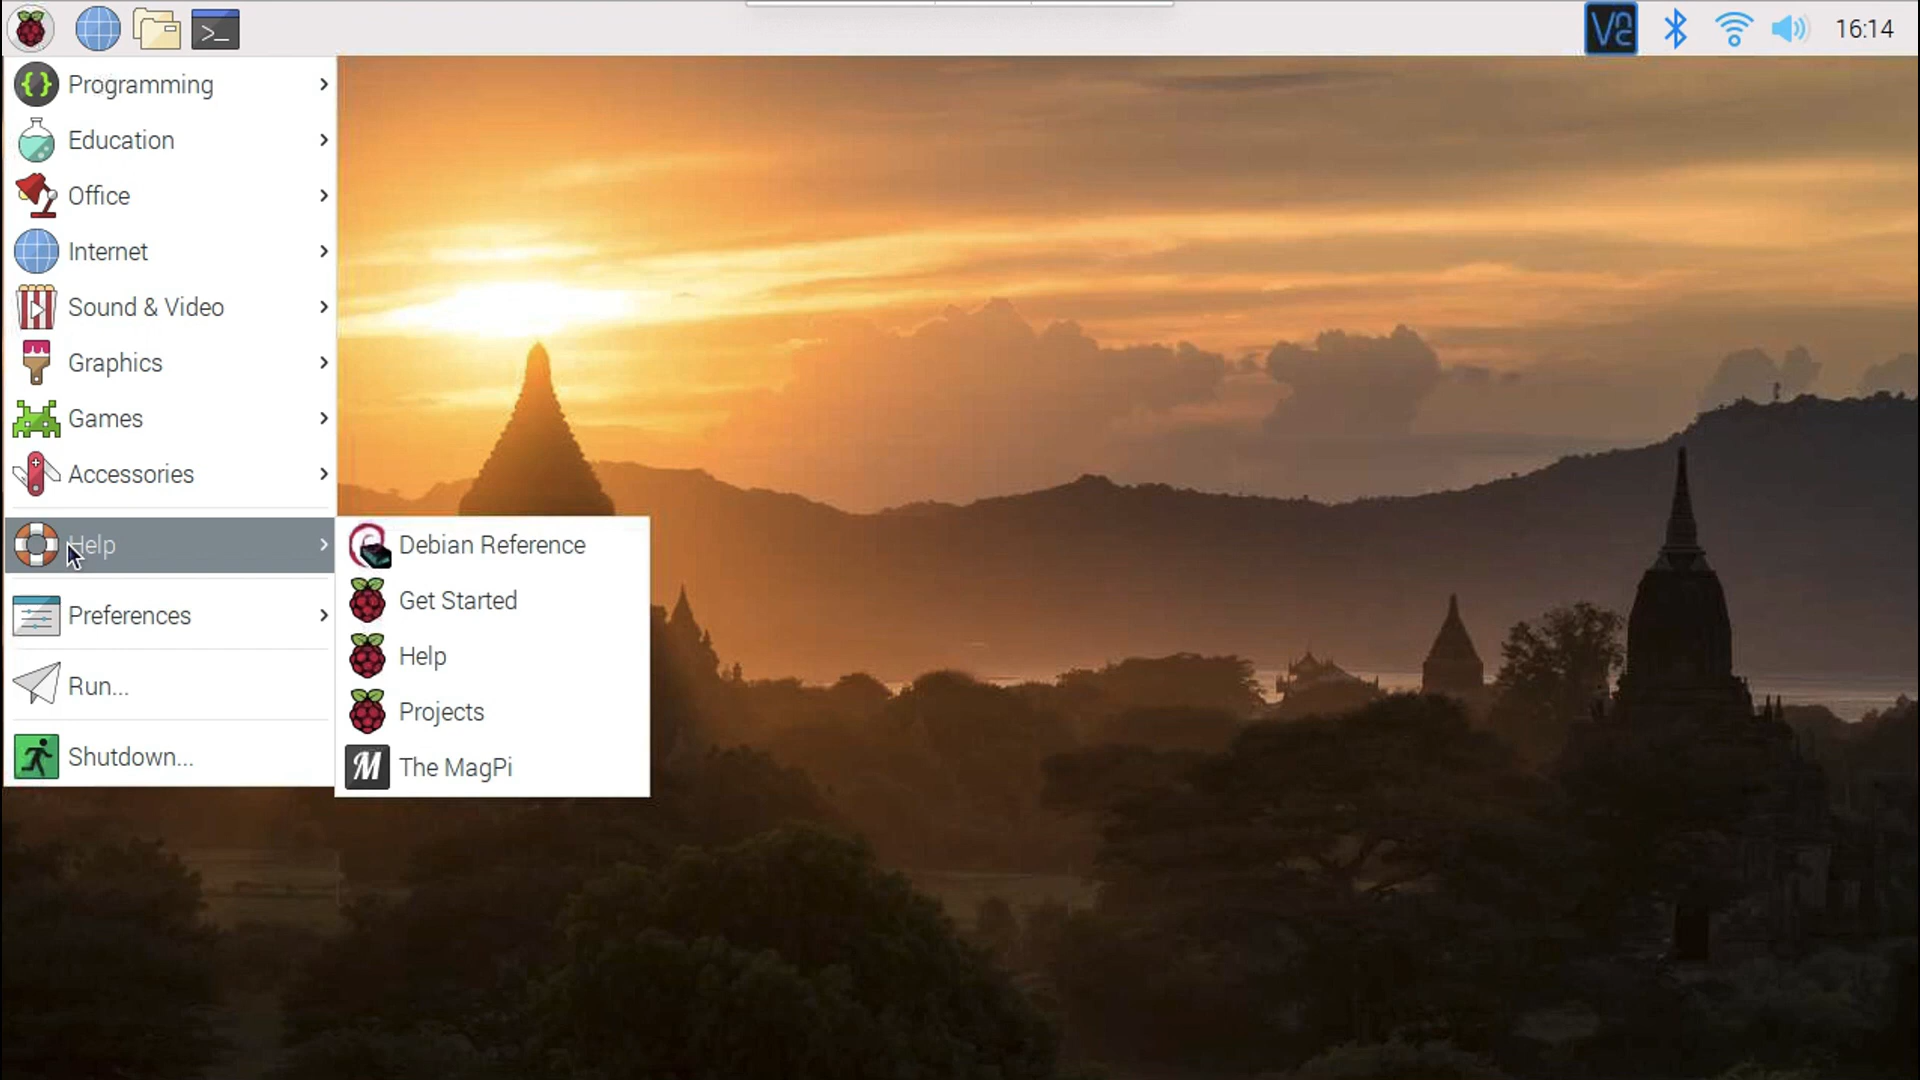 16:14
Programming
Education
Office
Internet
Sound & Video
Graphics
Games
Accessories
Help
Preferences
Run...
Shutdown...
Debian Reference
Get Started
Help
Projects
The MagPi